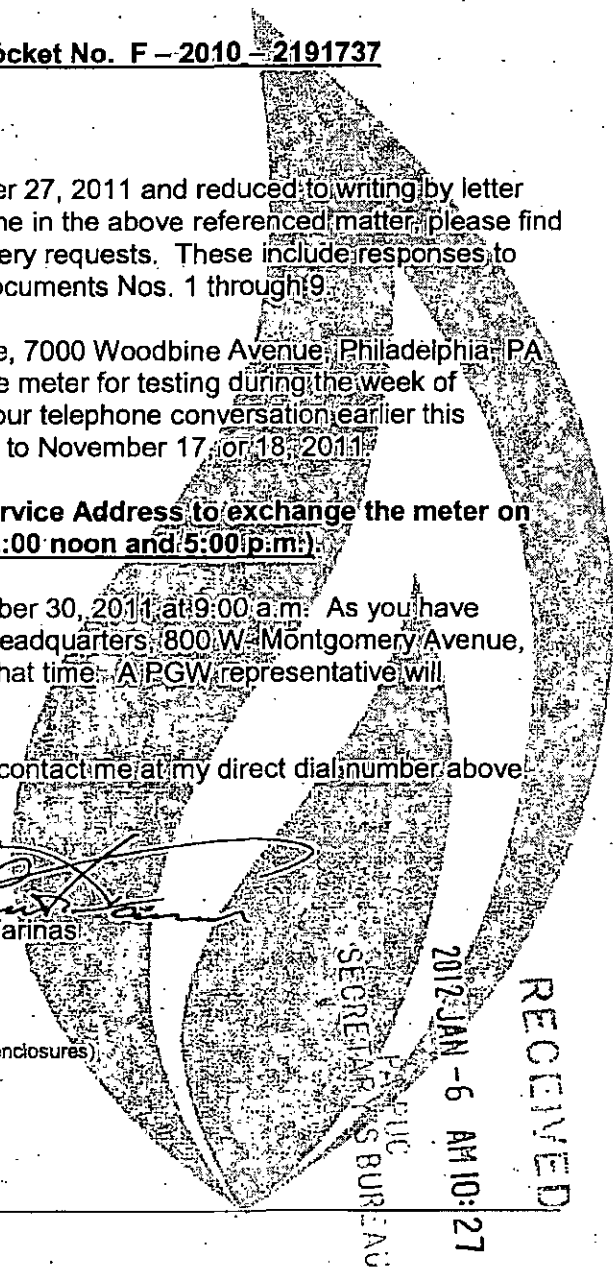 ocket No. F – 2010 – 2191737
er 27, 2011 and reduced to writing by letter
ne in the above referenced matter, please find
ery requests. These include responses to
ocuments Nos. 1 through 9.
e, 7000 Woodbine Avenue, Philadelphia, PA
e meter for testing during the week of
our telephone conversation earlier this
to November 17, or 18, 2011
rvice Address to exchange the meter on
:00 noon and 5:00 p.m.).
ber 30, 2011 at 9:00 a.m. As you have
eadquarters, 800 W. Montgomery Avenue,
hat time. A PGW representative will
contact me at my direct dial number above.
arinas
enclosures)
RECEIVED
2012 JAN -6 AM 10:27
PA PUC
SECRETARY'S BUREAU